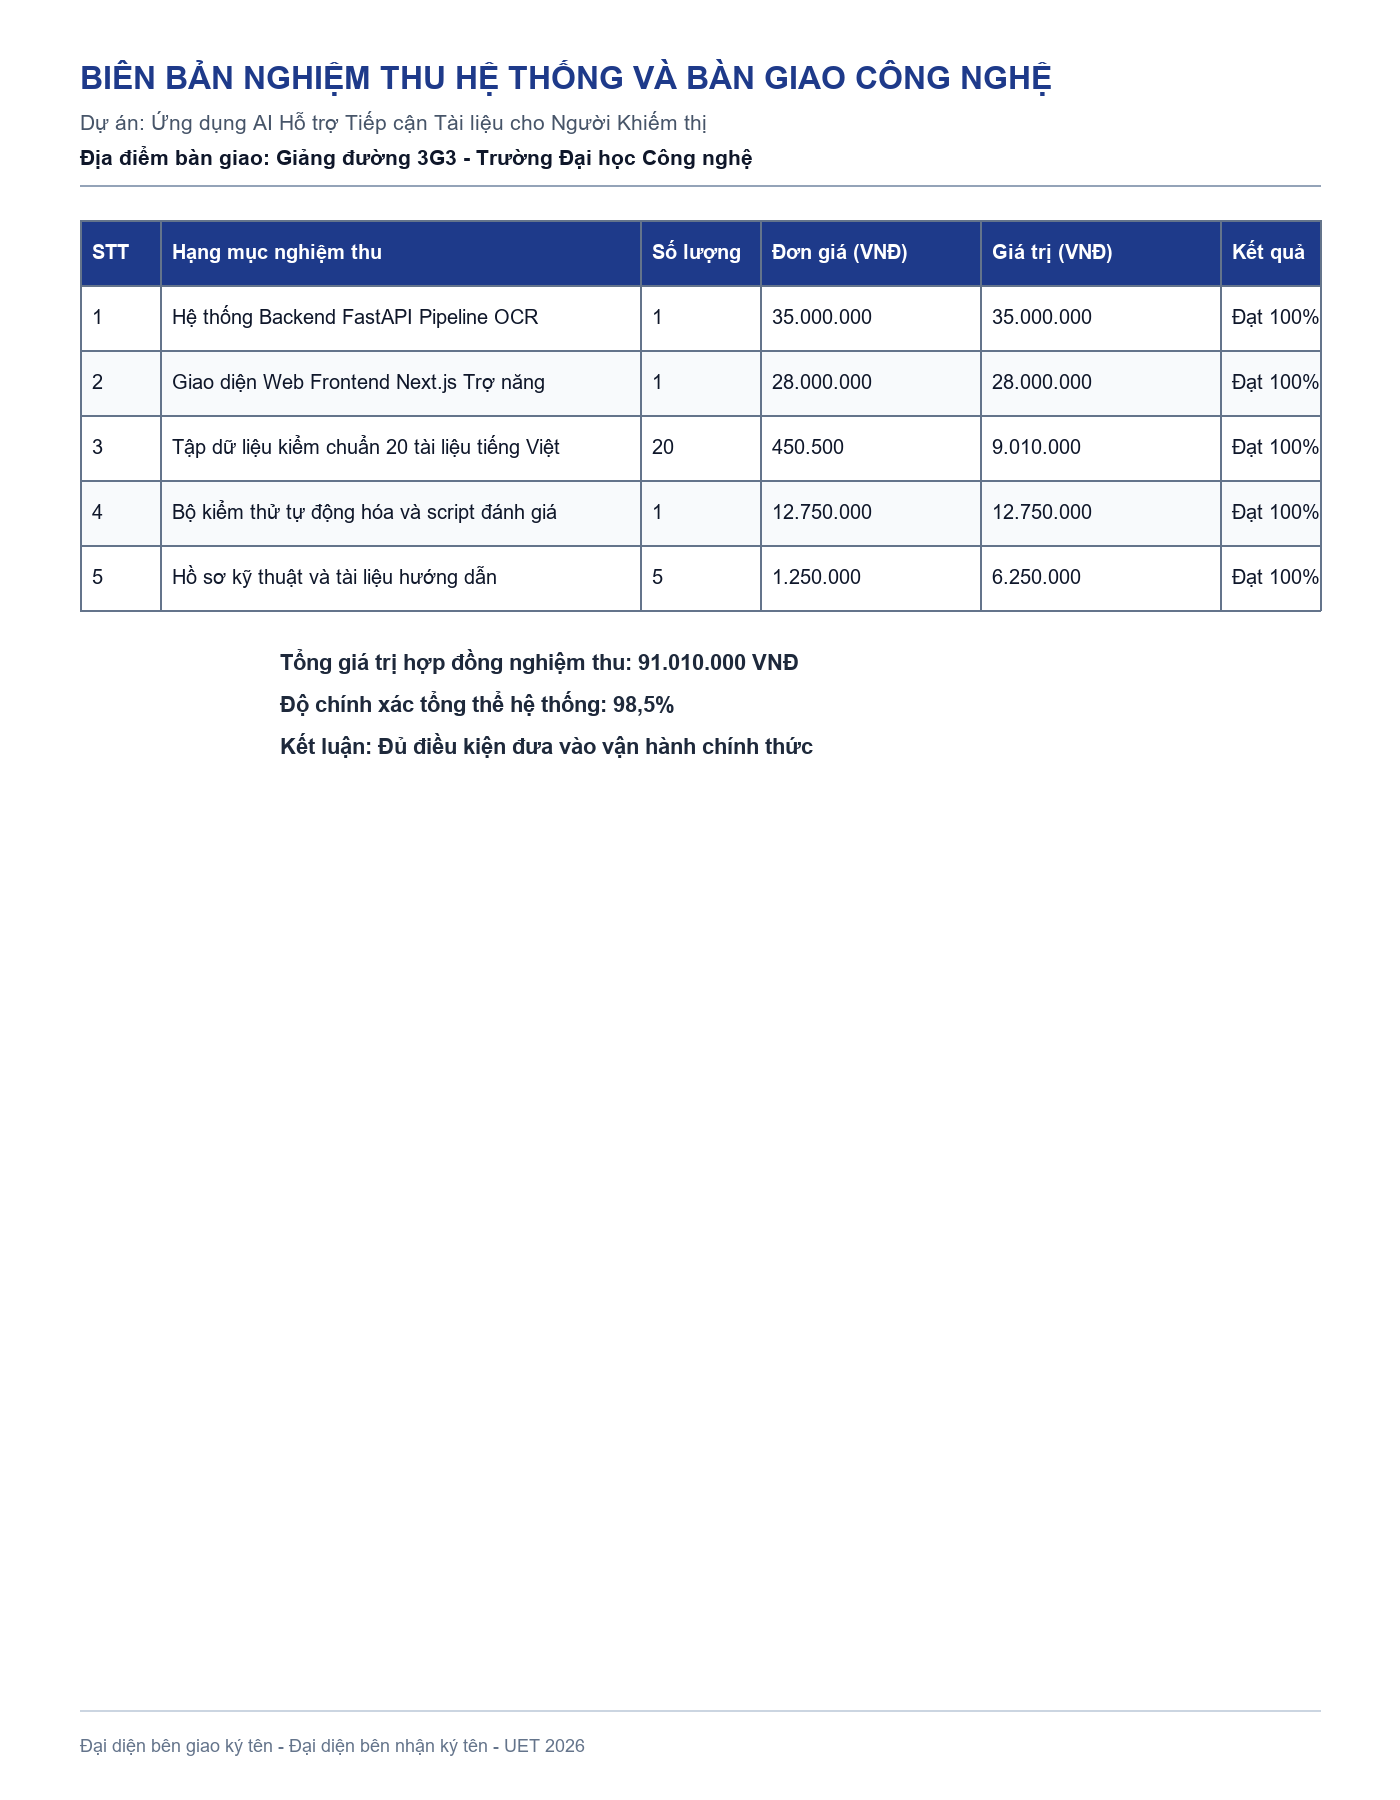 BIÊN BẢN NGHIỆM THU HỆ THỐNG VÀ BÀN GIAO CÔNG NGHỆ
Dự án: Ứng dụng AI Hỗ trợ Tiếp cận Tài liệu cho Người Khiếm thị
Địa điểm bàn giao: Giảng đường 3G3 - Trường Đại học Công nghệ
STT Hạng mục nghiệm thu Số lượng Đơn giá (VNĐ) Giá trị (VNĐ) Kết quả
1 Hệ thống Backend FastAPI Pipeline OCR 1 35.000.000 35.000.000 Đạt 100%
2 Giao diện Web Frontend Next.js Trợ năng 1 28.000.000 28.000.000 Đạt 100%
3 Tập dữ liệu kiểm chuẩn 20 tài liệu tiếng Việt 20 450.500 9.010.000 Đạt 100%
4 Bộ kiểm thử tự động hóa và script đánh giá 1 12.750.000 12.750.000 Đạt 100%
5 Hồ sơ kỹ thuật và tài liệu hướng dẫn 5 1.250.000 6.250.000 Đạt 100%
Tổng giá trị hợp đồng nghiệm thu: 91.010.000 VNĐ
Độ chính xác tổng thể hệ thống: 98,5%
Kết luận: Đủ điều kiện đưa vào vận hành chính thức
Đại diện bên giao ký tên - Đại diện bên nhận ký tên - UET 2026